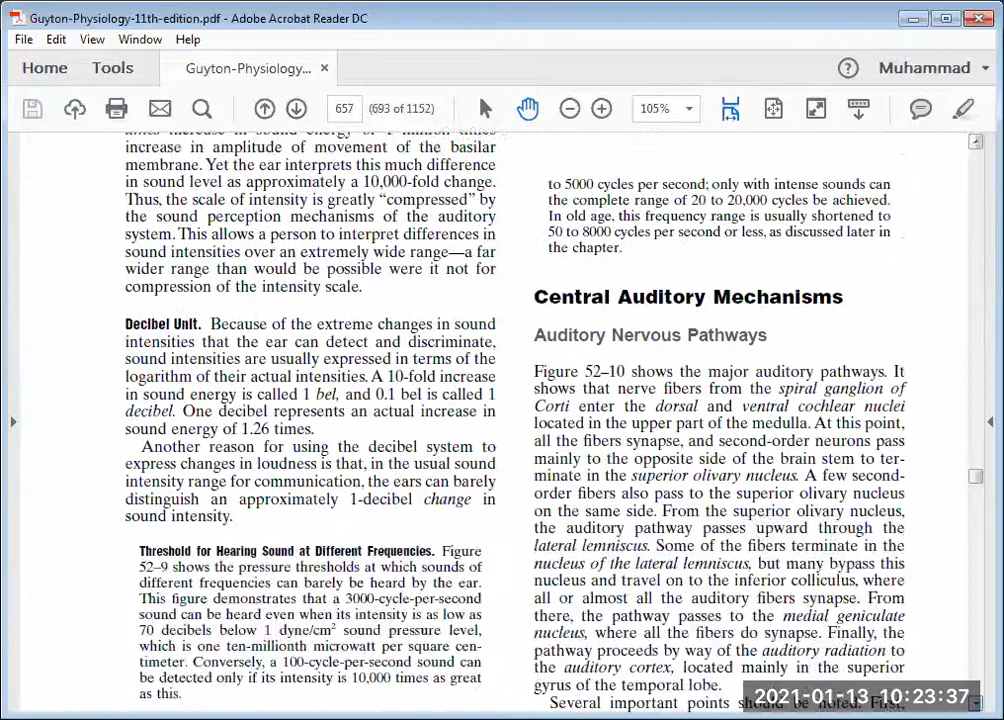 Guyton-Physiology-11th-edition.pdf - Adobe Acrobat Reader DC
File Edit View Window Help
Home Tools Guyton-Physiology... × Muhammad
657 (693 of 1152) 105%
increase in sound energy
increase in amplitude of movement of the basilar
membrane. Yet the ear interprets this much difference
in sound level as approximately a 10,000-fold change.
Thus, the scale of intensity is greatly “compressed” by
the sound perception mechanisms of the auditory
system. This allows a person to interpret differences in
sound intensities over an extremely wide range—a far
wider range than would be possible were it not for
compression of the intensity scale.
Decibel Unit. Because of the extreme changes in sound
intensities that the ear can detect and discriminate,
sound intensities are usually expressed in terms of the
logarithm of their actual intensities. A 10-fold increase
in sound energy is called 1 bel, and 0.1 bel is called 1
decibel. One decibel represents an actual increase in
sound energy of 1.26 times.
Another reason for using the decibel system to
express changes in loudness is that, in the usual sound
intensity range for communication, the ears can barely
distinguish an approximately 1-decibel change in
sound intensity.
Threshold for Hearing Sound at Different Frequencies. Figure
52–9 shows the pressure thresholds at which sounds of
different frequencies can barely be heard by the ear.
This figure demonstrates that a 3000-cycle-per-second
sound can be heard even when its intensity is as low as
70 decibels below 1 dyne/cm² sound pressure level,
which is one ten-millionth microwatt per square cen-
timeter. Conversely, a 100-cycle-per-second sound can
be detected only if its intensity is 10,000 times as great
as this.
to 5000 cycles per second; only with intense sounds can
the complete range of 20 to 20,000 cycles be achieved.
In old age, this frequency range is usually shortened to
50 to 8000 cycles per second or less, as discussed later in
the chapter.
Central Auditory Mechanisms
Auditory Nervous Pathways
Figure 52–10 shows the major auditory pathways. It
shows that nerve fibers from the spiral ganglion of
Corti enter the dorsal and ventral cochlear nuclei
located in the upper part of the medulla. At this point,
all the fibers synapse, and second-order neurons pass
mainly to the opposite side of the brain stem to ter-
minate in the superior olivary nucleus. A few second-
order fibers also pass to the superior olivary nucleus
on the same side. From the superior olivary nucleus,
the auditory pathway passes upward through the
lateral lemniscus. Some of the fibers terminate in the
nucleus of the lateral lemniscus, but many bypass this
nucleus and travel on to the inferior colliculus, where
all or almost all the auditory fibers synapse. From
there, the pathway passes to the medial geniculate
nucleus, where all the fibers do synapse. Finally, the
pathway proceeds by way of the auditory radiation to
the auditory cortex, located mainly in the superior
gyrus of the temporal lobe.
Several important points should be noted. First,
2021-01-13 10:23:37